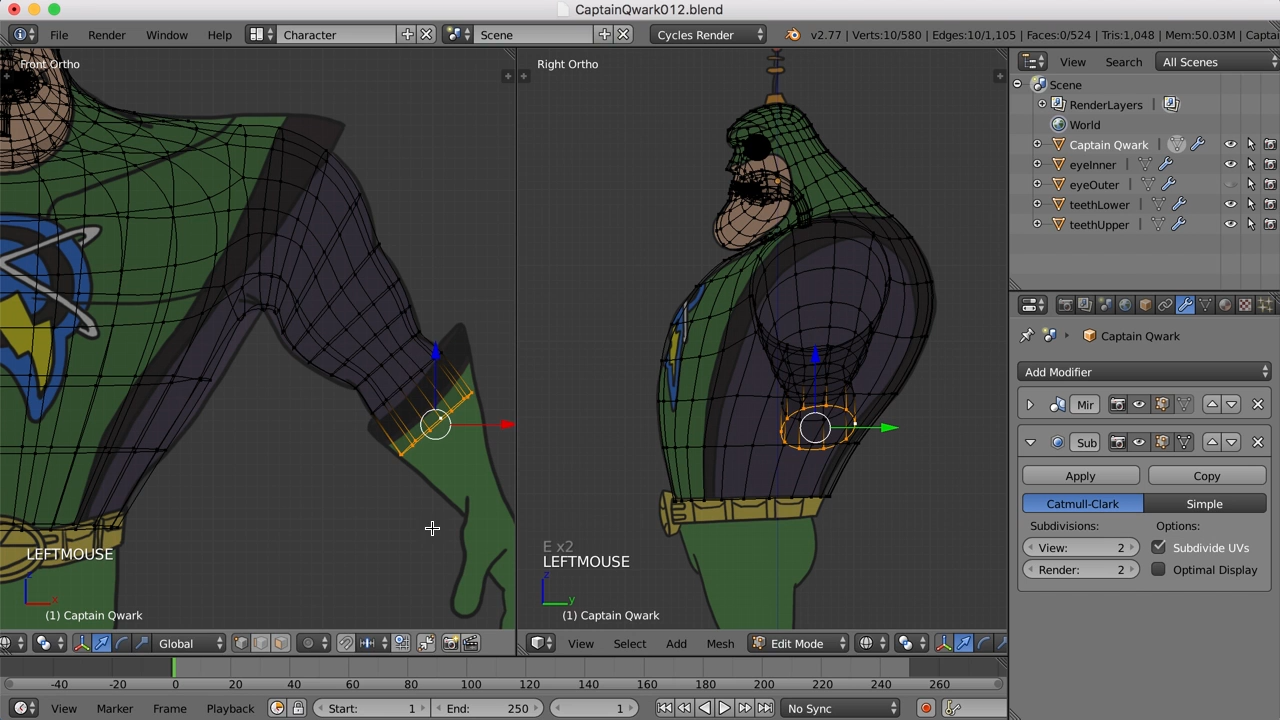 CaptainQwark012.blend
File Render Window Help Character Scene Cycles Render v2.77 | Verts:10/580 | Edges:10/1,105 | Faces:0/524 | Tris:1,048 | Mem:50.03M | Captai
Front Ortho
Right Ortho
View Search All Scenes
Scene
RenderLayers
World
Captain Qwark
eyeInner
eyeOuter
teethLower
teethUpper
Captain Qwark
Add Modifier
Mir
Sub
Apply Copy
Catmull-Clark Simple
Subdivisions: Options:
View: 2 Subdivide UVs
Render: 2 Optimal Display
LEFTMOUSE
z
x
(1) Captain Qwark
E x2
LEFTMOUSE
z
y
(1) Captain Qwark
Global
View Select Add Mesh Edit Mode
-40 -20 0 20 40 60 80 100 120 140 160 180 200 220 240 260
View Marker Frame Playback Start: 1 End: 250 1 No Sync